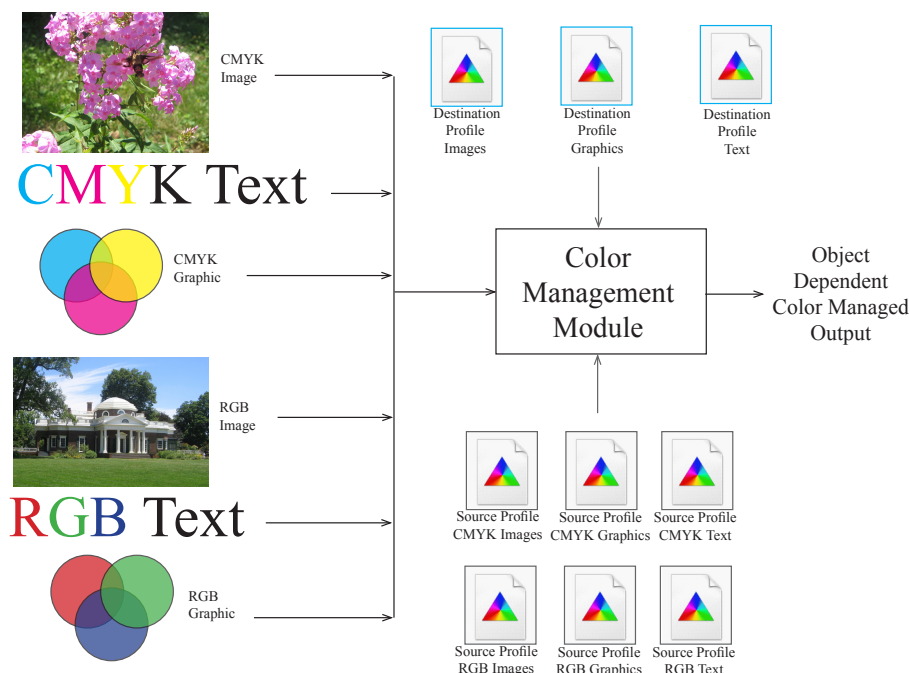 CMYK
Image
CMYK Text
CMYK
Graphic
RGB
Image
RGB Text
RGB
Graphic
Destination
Profile
Images
Destination
Profile
Graphics
Destination
Profile
Text
Color
Management
Module
Object
Dependent
Color Managed
Output
Source Profile
CMYK Images
Source Profile
CMYK Graphics
Source Profile
CMYK Text
Source Profile
RGB Images
Source Profile
RGB Graphics
Source Profile
RGB Text